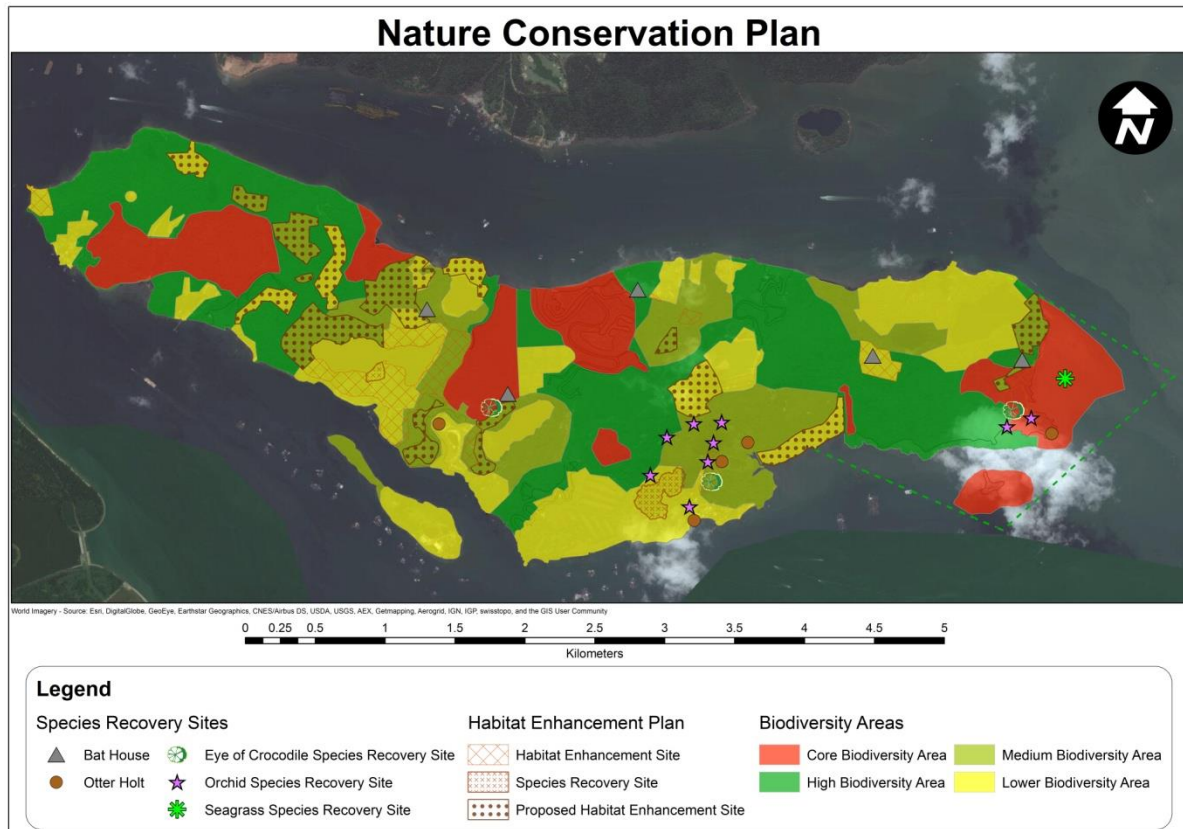 Nature Conservation Plan
N
World Imagery - Source: Esri, DigitalGlobe, GeoEye, Earthstar Geographics, CNES/Airbus DS, USDA, USGS, AEX, Getmapping, Aerogrid, IGN, IGP, swisstopo, and the GIS User Community
0 0.25 0.5 1 1.5 2 2.5 3 3.5 4 4.5 5
Kilometers
Legend
Species Recovery Sites
Bat House
Otter Holt
Eye of Crocodile Species Recovery Site
Orchid Species Recovery Site
Seagrass Species Recovery Site
Habitat Enhancement Plan
Habitat Enhancement Site
Species Recovery Site
Proposed Habitat Enhancement Site
Biodiversity Areas
Core Biodiversity Area
High Biodiversity Area
Medium Biodiversity Area
Lower Biodiversity Area